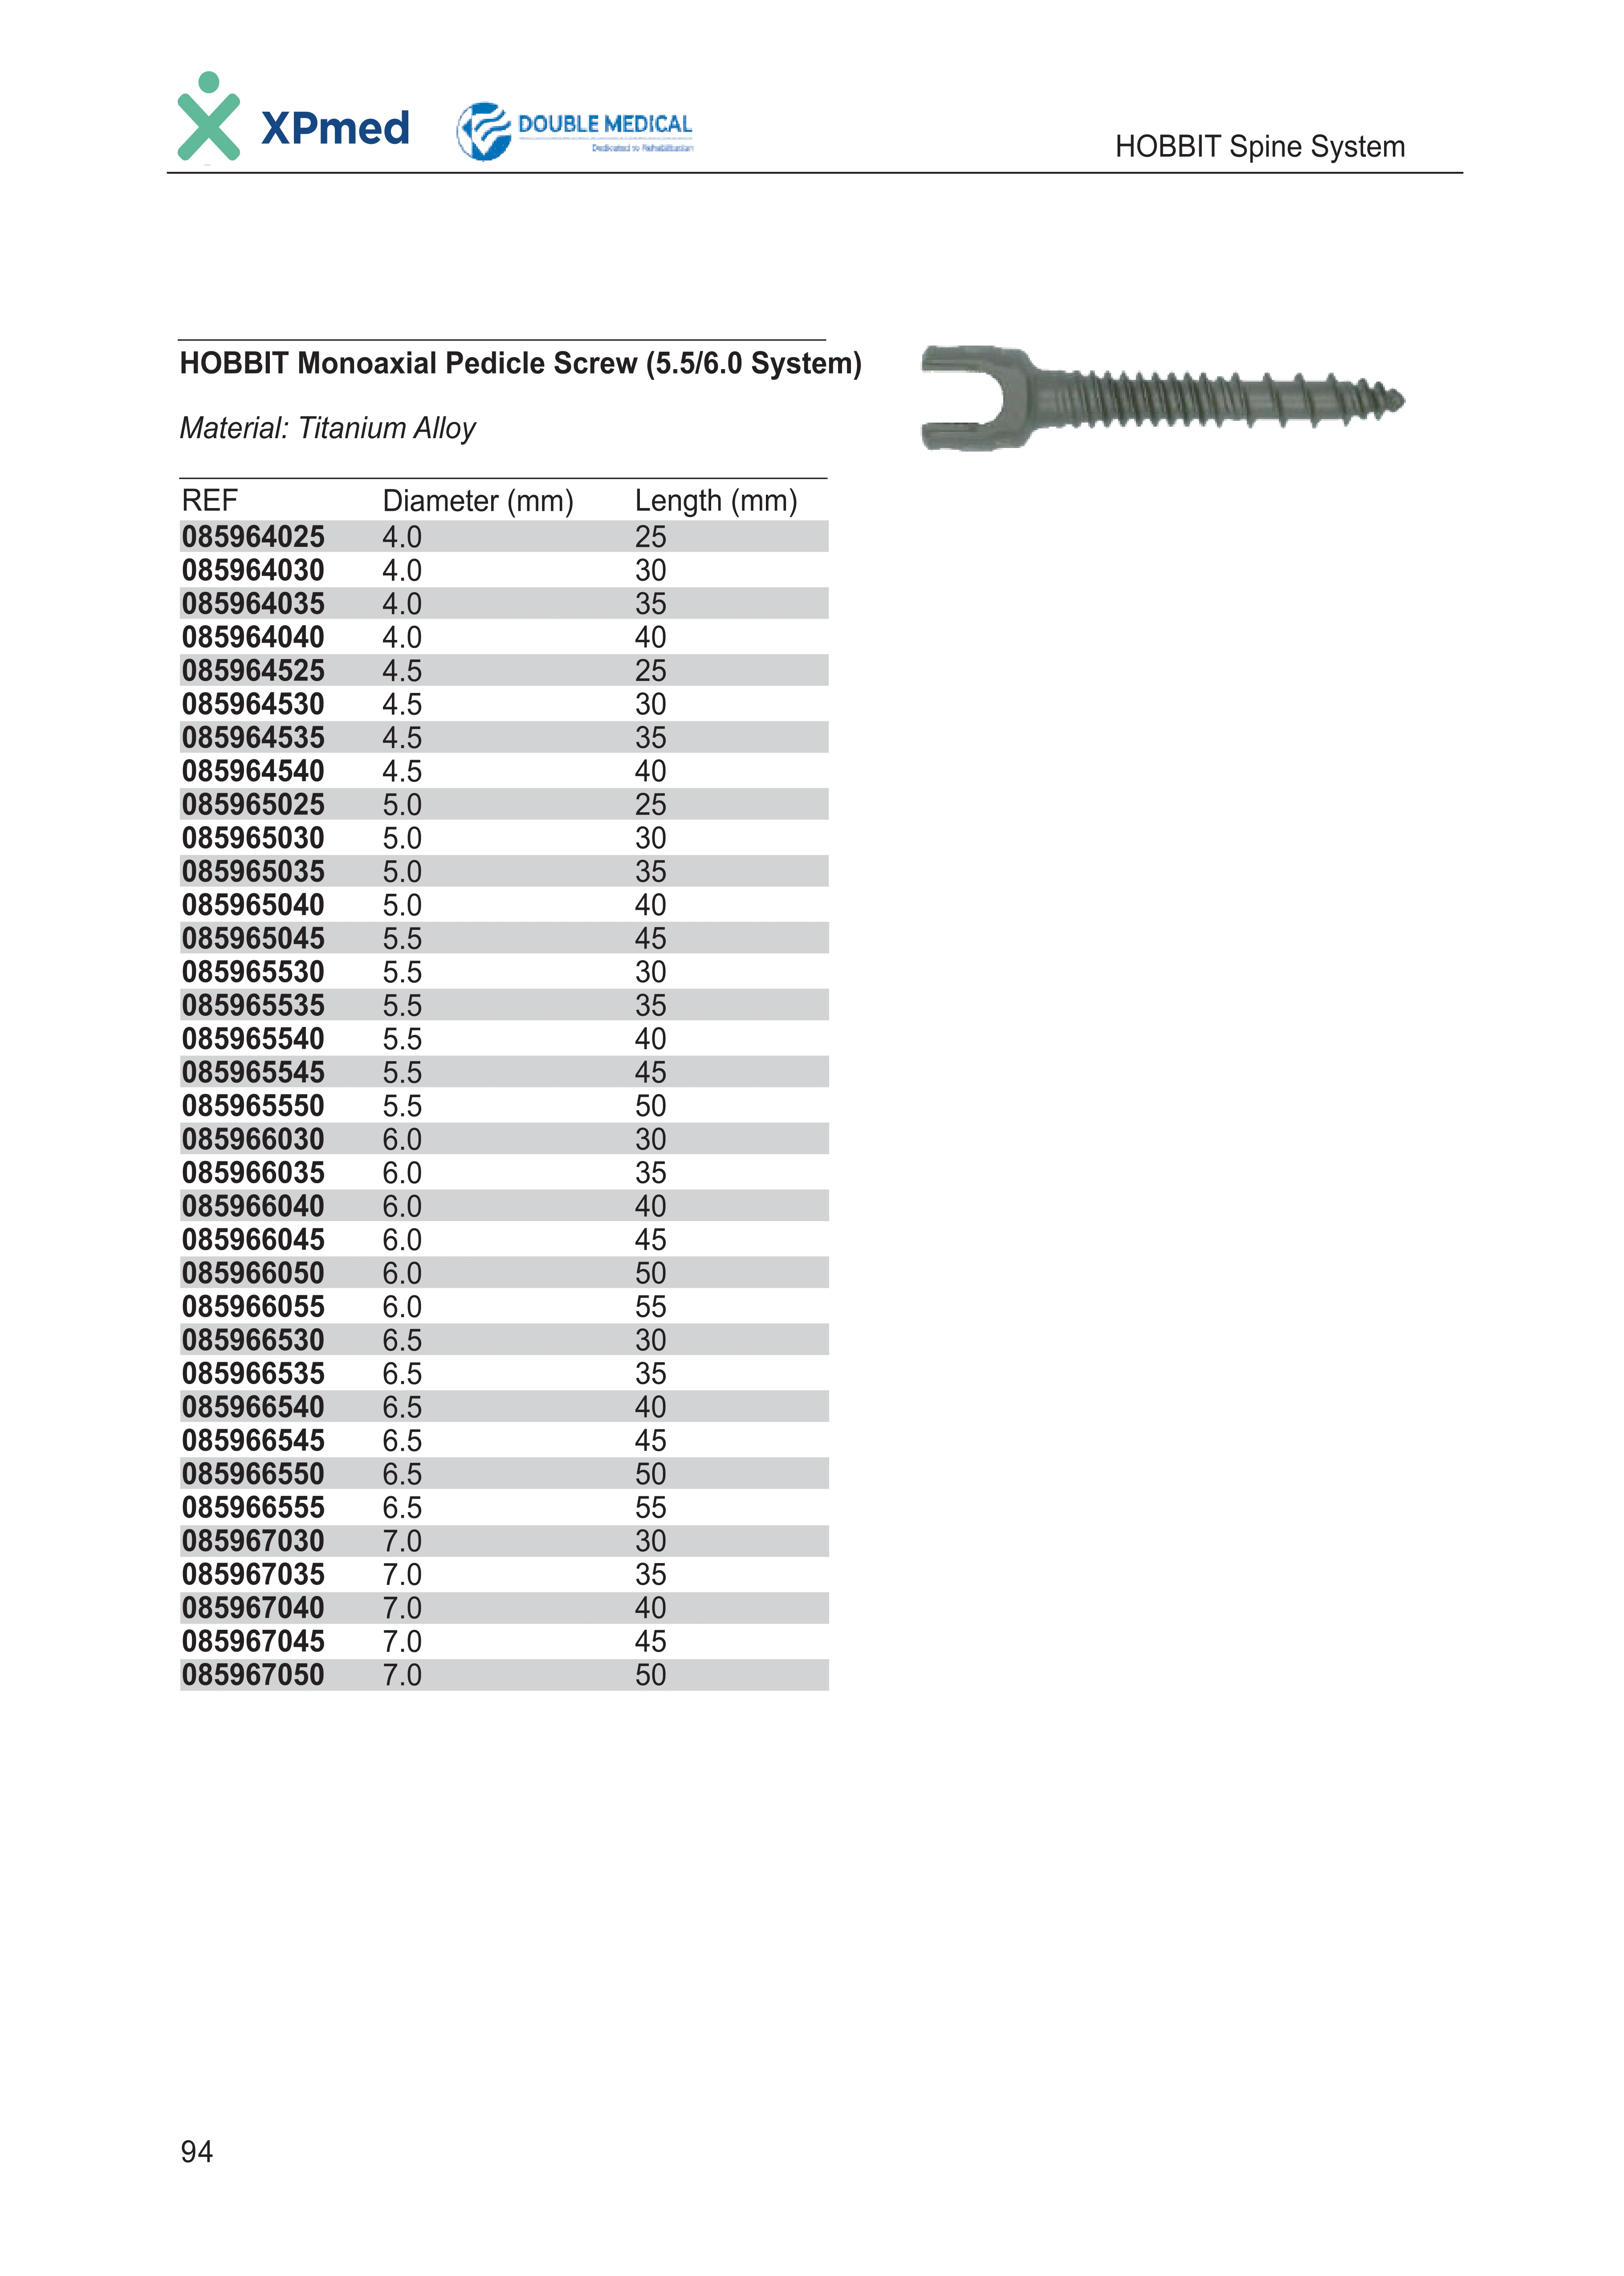 XPmed
DOUBLE MEDICAL
Dedicated to Rehabilitation
HOBBIT Spine System
HOBBIT Monoaxial Pedicle Screw (5.5/6.0 System)
Material: Titanium Alloy
REF Diameter (mm) Length (mm)
085964025 4.0 25
085964030 4.0 30
085964035 4.0 35
085964040 4.0 40
085964525 4.5 25
085964530 4.5 30
085964535 4.5 35
085964540 4.5 40
085965025 5.0 25
085965030 5.0 30
085965035 5.0 35
085965040 5.0 40
085965045 5.5 45
085965530 5.5 30
085965535 5.5 35
085965540 5.5 40
085965545 5.5 45
085965550 5.5 50
085966030 6.0 30
085966035 6.0 35
085966040 6.0 40
085966045 6.0 45
085966050 6.0 50
085966055 6.0 55
085966530 6.5 30
085966535 6.5 35
085966540 6.5 40
085966545 6.5 45
085966550 6.5 50
085966555 6.5 55
085967030 7.0 30
085967035 7.0 35
085967040 7.0 40
085967045 7.0 45
085967050 7.0 50
94